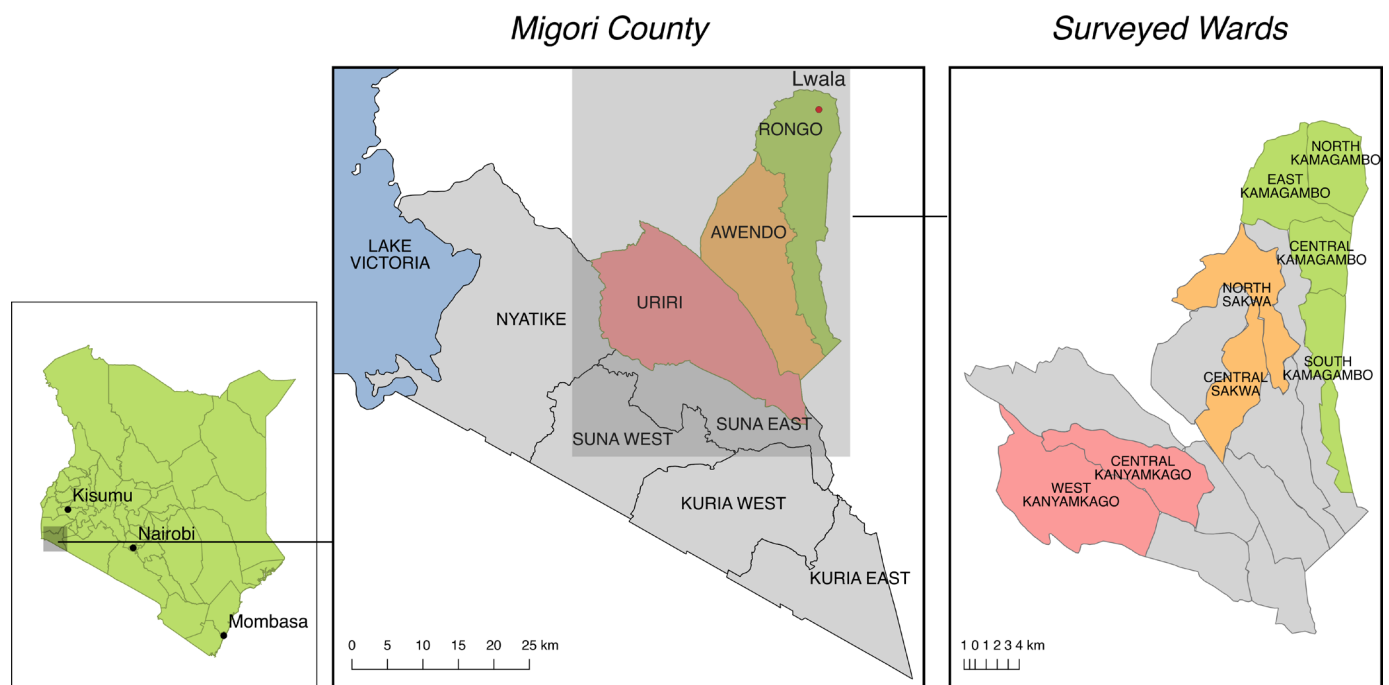 Migori County
Surveyed Wards
Kisumu
Nairobi
Mombasa
Lwala
RONGO
AWENDO
LAKE
VICTORIA
URIRI
NYATIKE
SUNA WEST
SUNA EAST
KURIA WEST
KURIA EAST
0 5 10 15 20 25 km
NORTH
KAMAGAMBO
EAST
KAMAGAMBO
CENTRAL
KAMAGAMBO
NORTH
SAKWA
SOUTH
KAMAGAMBO
CENTRAL
SAKWA
CENTRAL
KANYAMKAGO
WEST
KANYAMKAGO
1 0 1 2 3 4 km